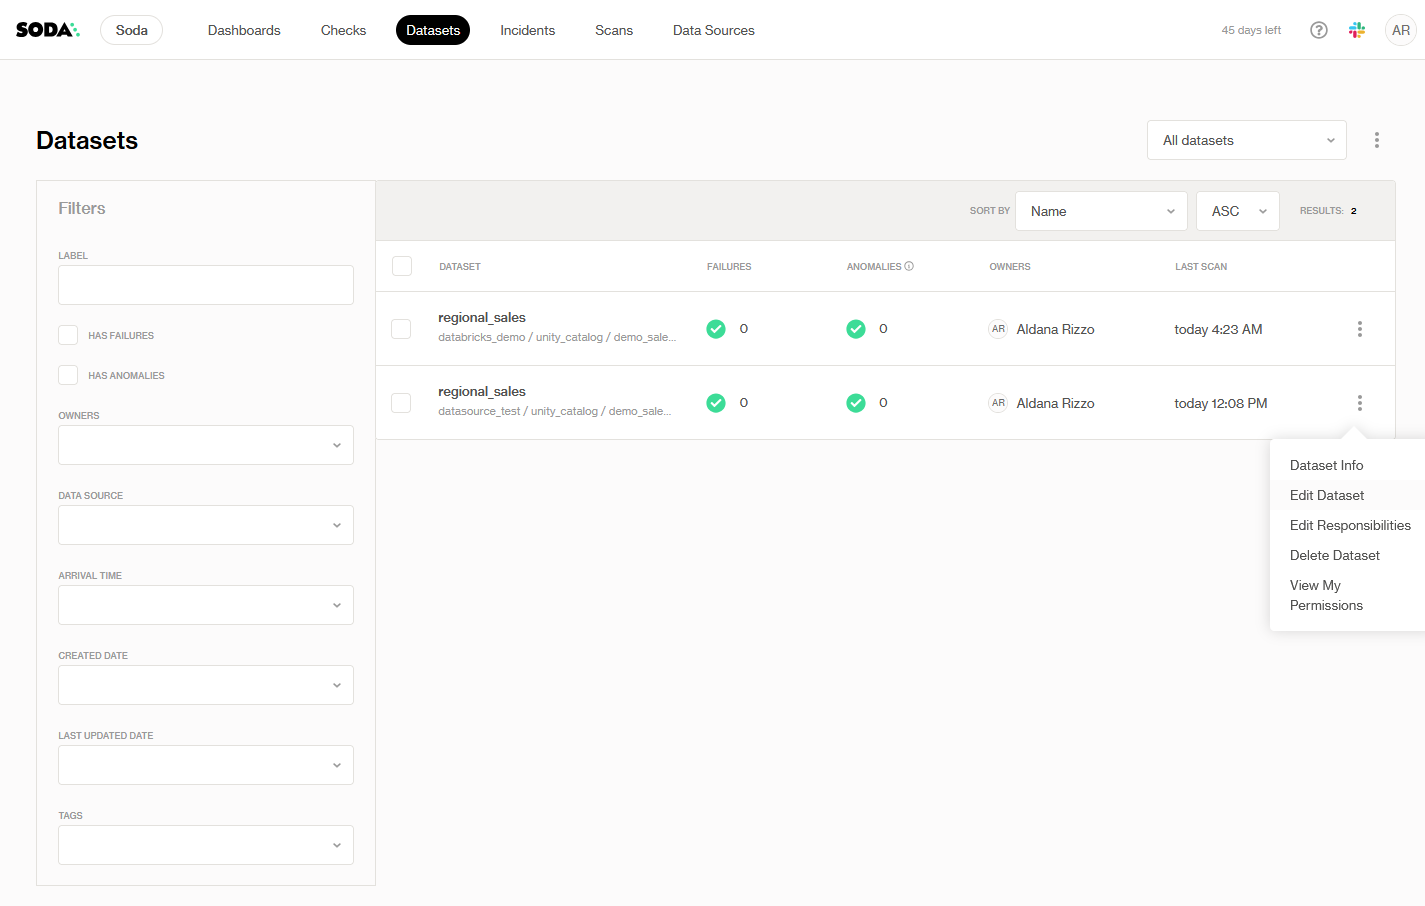 SODA
Soda
Dashboards
Checks
Datasets
Incidents
Scans
Data Sources
45 days left
?
AR
Datasets
All datasets
Filters
SORT BY
Name
ASC
RESULTS: 2
LABEL
HAS FAILURES
HAS ANOMALIES
OWNERS
DATA SOURCE
ARRIVAL TIME
CREATED DATE
LAST UPDATED DATE
TAGS
DATASET
FAILURES
ANOMALIES
OWNERS
LAST SCAN
regional_sales
databricks_demo / unity_catalog / demo_sale...
0
0
AR Aldana Rizzo
today 4:23 AM
regional_sales
datasource_test / unity_catalog / demo_sale...
0
0
AR Aldana Rizzo
today 12:08 PM
Dataset Info
Edit Dataset
Edit Responsibilities
Delete Dataset
View My
Permissions